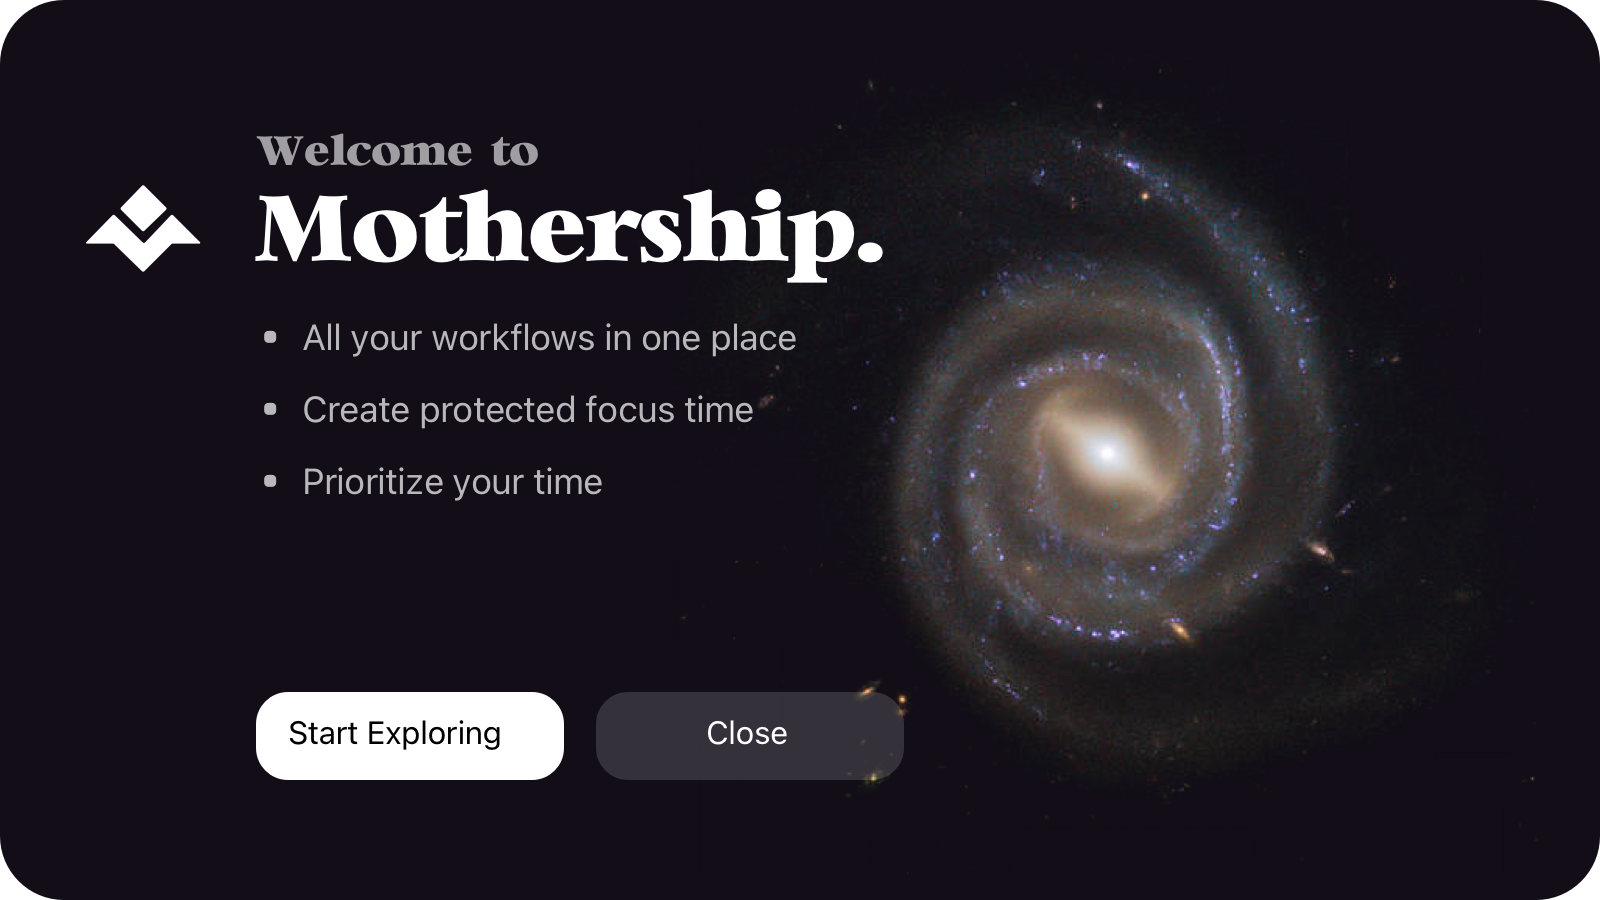 Welcome to
Mothership.
• All your workflows in one place
• Create protected focus time
• Prioritize your time
Start Exploring
Close